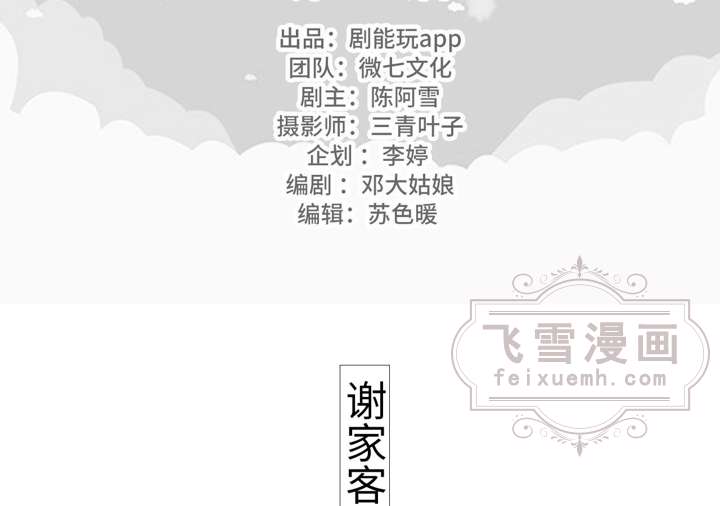 出品：剧能玩app
团队：微七文化
剧主：陈阿雪
摄影师：三青叶子
企划：李婷
编剧：邓大姑娘
编辑：苏色暖
飞雪漫画
feixuemh.com
谢家客